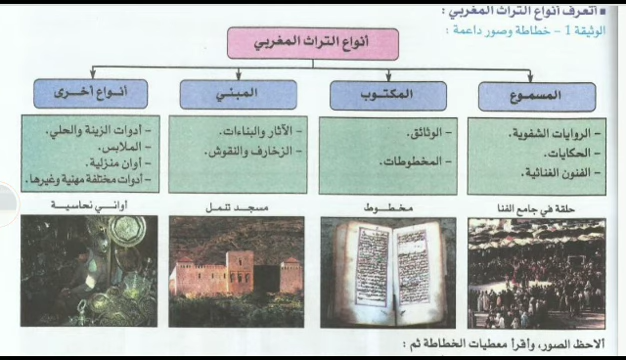 ▪ أتعرف أنواع التراث المغربي :
الوثيقة 1 - خطاطة وصور داعمة :
أنواع التراث المغربي
المسموع
- الروايات الشفوية.
- الحكايات.
- الفنون الغنائية.
حلقة في جامع الفنا
المكتوب
- الوثائق.
- المخطوطات.
مخطوط
المبني
- الآثار والبناءات.
- الزخارف والنقوش.
مسجد تنمل
أنواع أخرى
- أدوات الزينة والحلي.
- الملابس.
- أوان منزلية.
- أدوات مختلفة مهنية وغيرها.
أواني نحاسية
ألاحظ الصور، وأقرأ معطيات الخطاطة ثم :